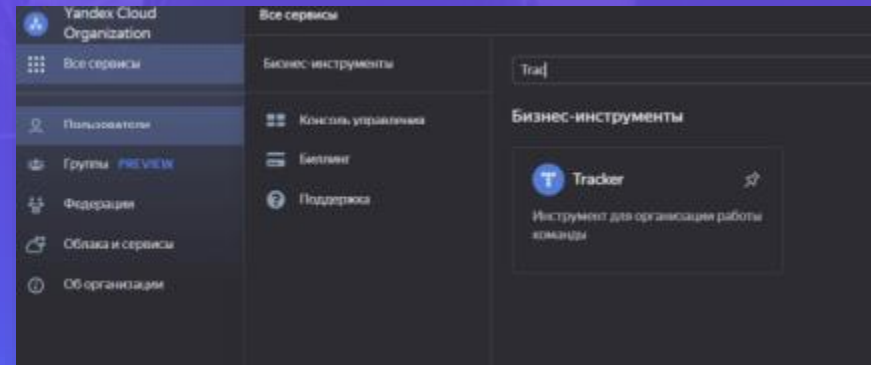 Yandex Cloud
Organization
Все сервисы
Пользователи
Группы PREVIEW
Федерации
Облака и сервисы
Об организации
Все сервисы
Бизнес-инструменты
Консоль управления
Биллинг
Поддержка
Trac
Бизнес-инструменты
Tracker
Инструмент для организации работы
команды